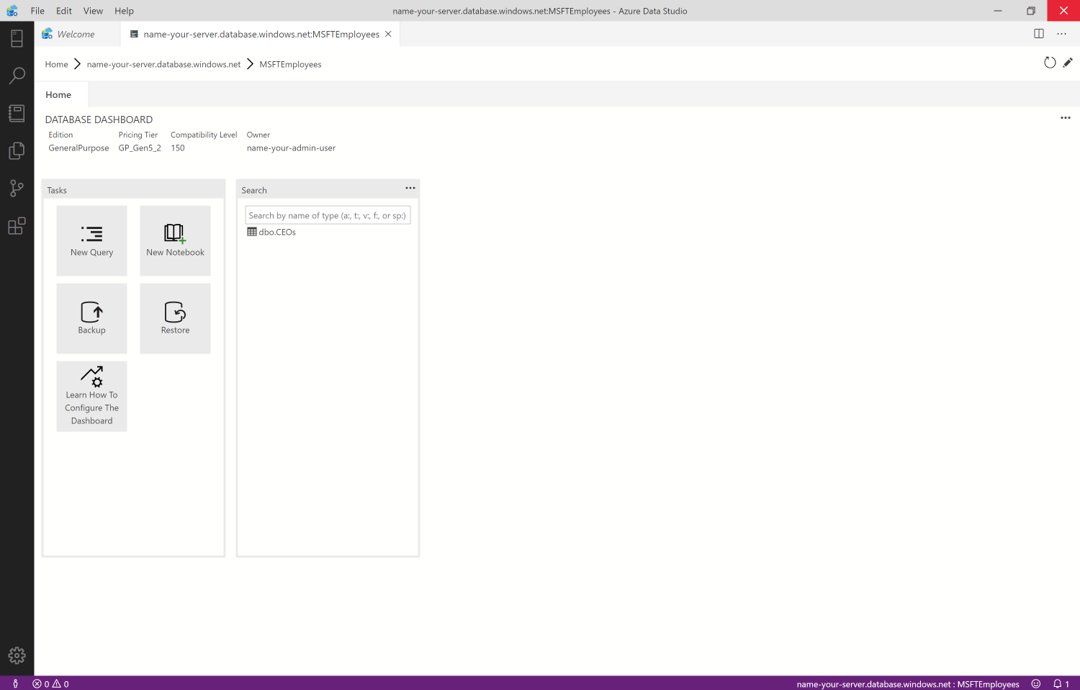 File Edit View Help name-your-server.database.windows.net:MSFTEmployees - Azure Data Studio
Welcome name-your-server.database.windows.net:MSFTEmployees
Home name-your-server.database.windows.net MSFTEmployees
Home
DATABASE DASHBOARD
Edition Pricing Tier Compatibility Level Owner
GeneralPurpose GP_Gen5_2 150 name-your-admin-user
Tasks
New Query
New Notebook
Backup
Restore
Learn How To
Configure The
Dashboard
Search
Search by name of type (a:, t:, v:, f:, or sp:)
dbo.CEOs
0 0 name-your-server.database.windows.net : MSFTEmployees 1